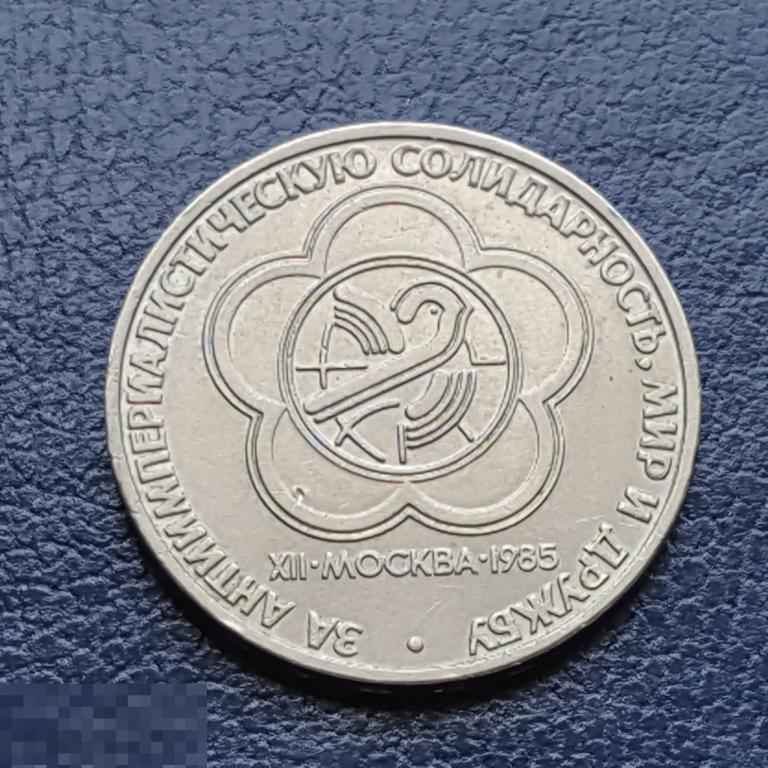 ЗА АНТИИМПЕРИАЛИСТИЧЕСКУЮ СОЛИДАРНОСТЬ, МИР И ДРУЖБУ
XII·МОСКВА·1985